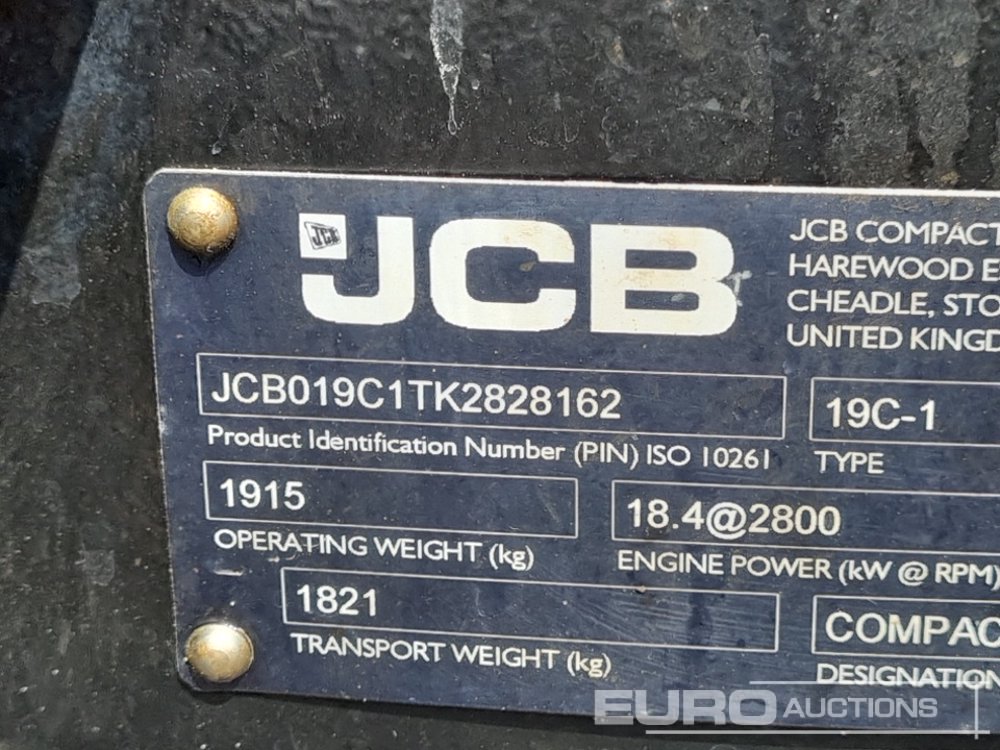 JCB
JCB
JCB COMPACT
HAREWOOD E
CHEADLE, STO
UNITED KINGD
JCB019C1TK2828162
19C-1
Product Identification Number (PIN) ISO 10261
TYPE
1915
18.4@2800
OPERATING WEIGHT (kg)
ENGINE POWER (kW @ RPM)
1821
COMPAC
TRANSPORT WEIGHT (kg)
DESIGNATION
EURO AUCTIONS